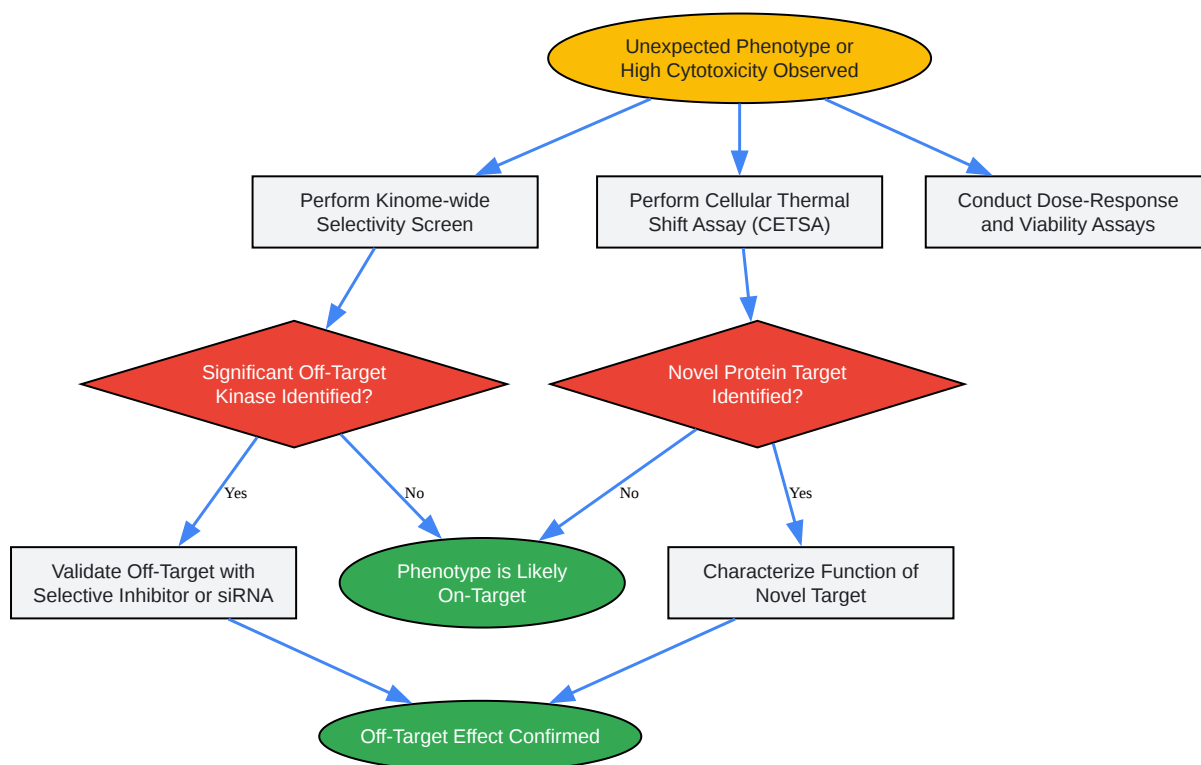 Unexpected Phenotype or
High Cytotoxicity Observed
Perform Kinome-wide
Selectivity Screen
Perform Cellular Thermal
Shift Assay (CETSA)
Conduct Dose-Response
and Viability Assays
Significant Off-Target
Kinase Identified?
Novel Protein Target
Identified?
Yes
No
No
Yes
Validate Off-Target with
Selective Inhibitor or siRNA
Phenotype is Likely
On-Target
Characterize Function of
Novel Target
Off-Target Effect Confirmed